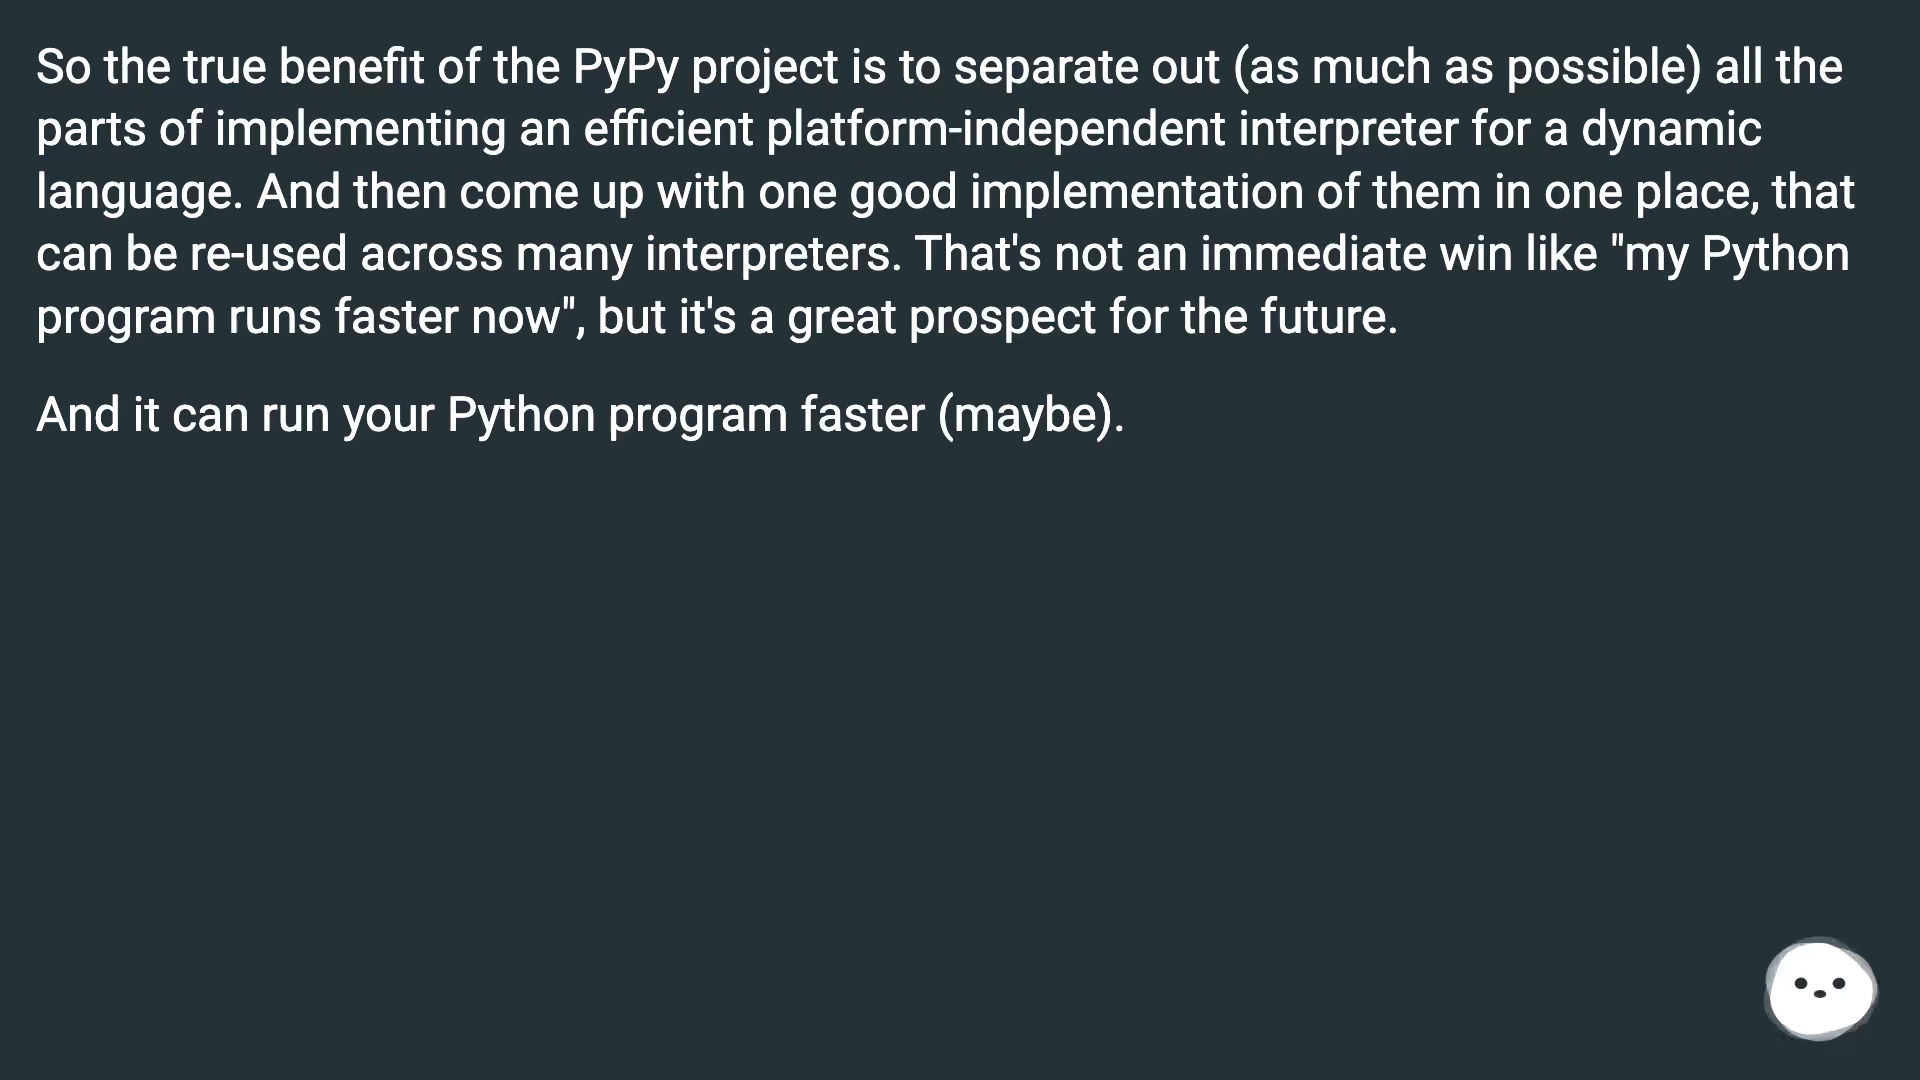 So the true benefit of the PyPy project is to separate out (as much as possible) all the
parts of implementing an efficient platform-independent interpreter for a dynamic
language. And then come up with one good implementation of them in one place, that
can be re-used across many interpreters. That's not an immediate win like "my Python
program runs faster now", but it's a great prospect for the future.
And it can run your Python program faster (maybe).